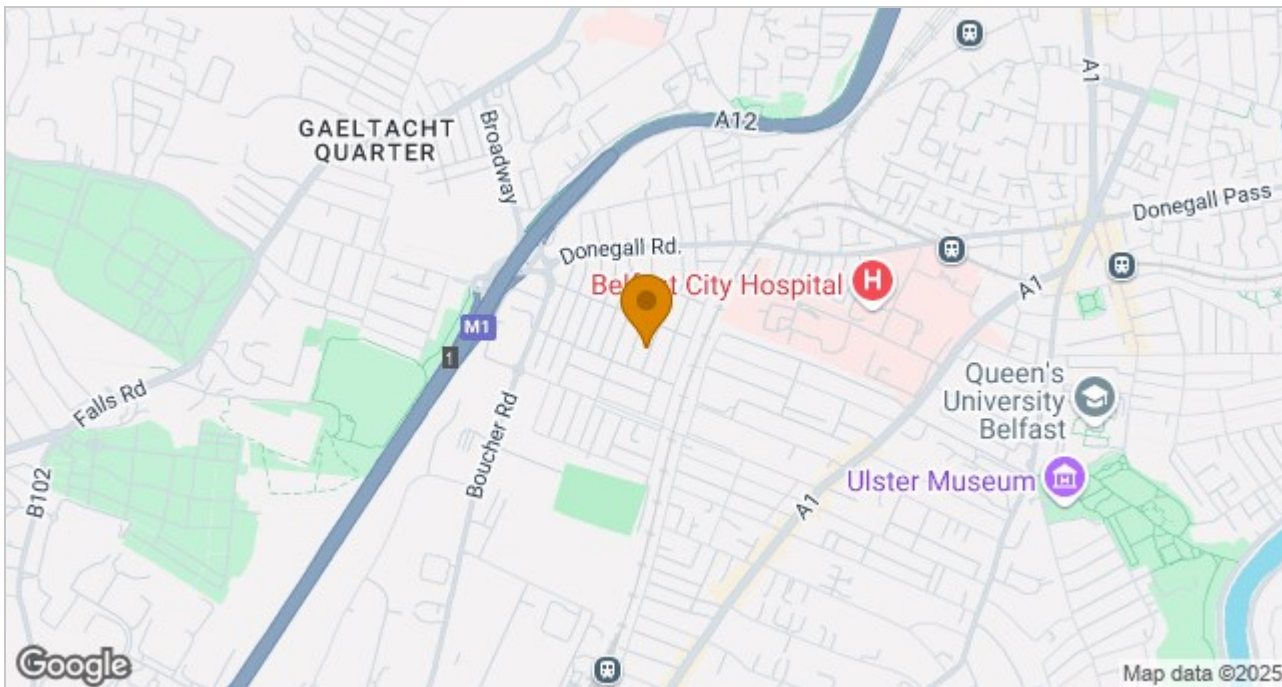 A12
A1
GAELTACHT
QUARTER
Broadway
Donegall Pass
Donegall Rd.
Belfast City Hospital
H
A1
M1
1
Queen's
University
Belfast
Falls Rd
Boucher Rd
Ulster Museum
B102
A1
Google
Map data ©2025